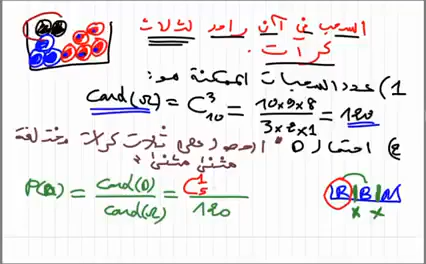 السحب في آن واحد لثلاث
كرات.
1) عدد السحبات الممكنة هو:
Card(Ω) = C³₁₀ = 10×9×8 / 3×2×1 = 120
2) احتمال D "الحصول على ثلاث كرات مختلفة
مثنى مثنى"
P(D) = Card(D) / Card(Ω) = C¹₅ / 120
R B N
× ×